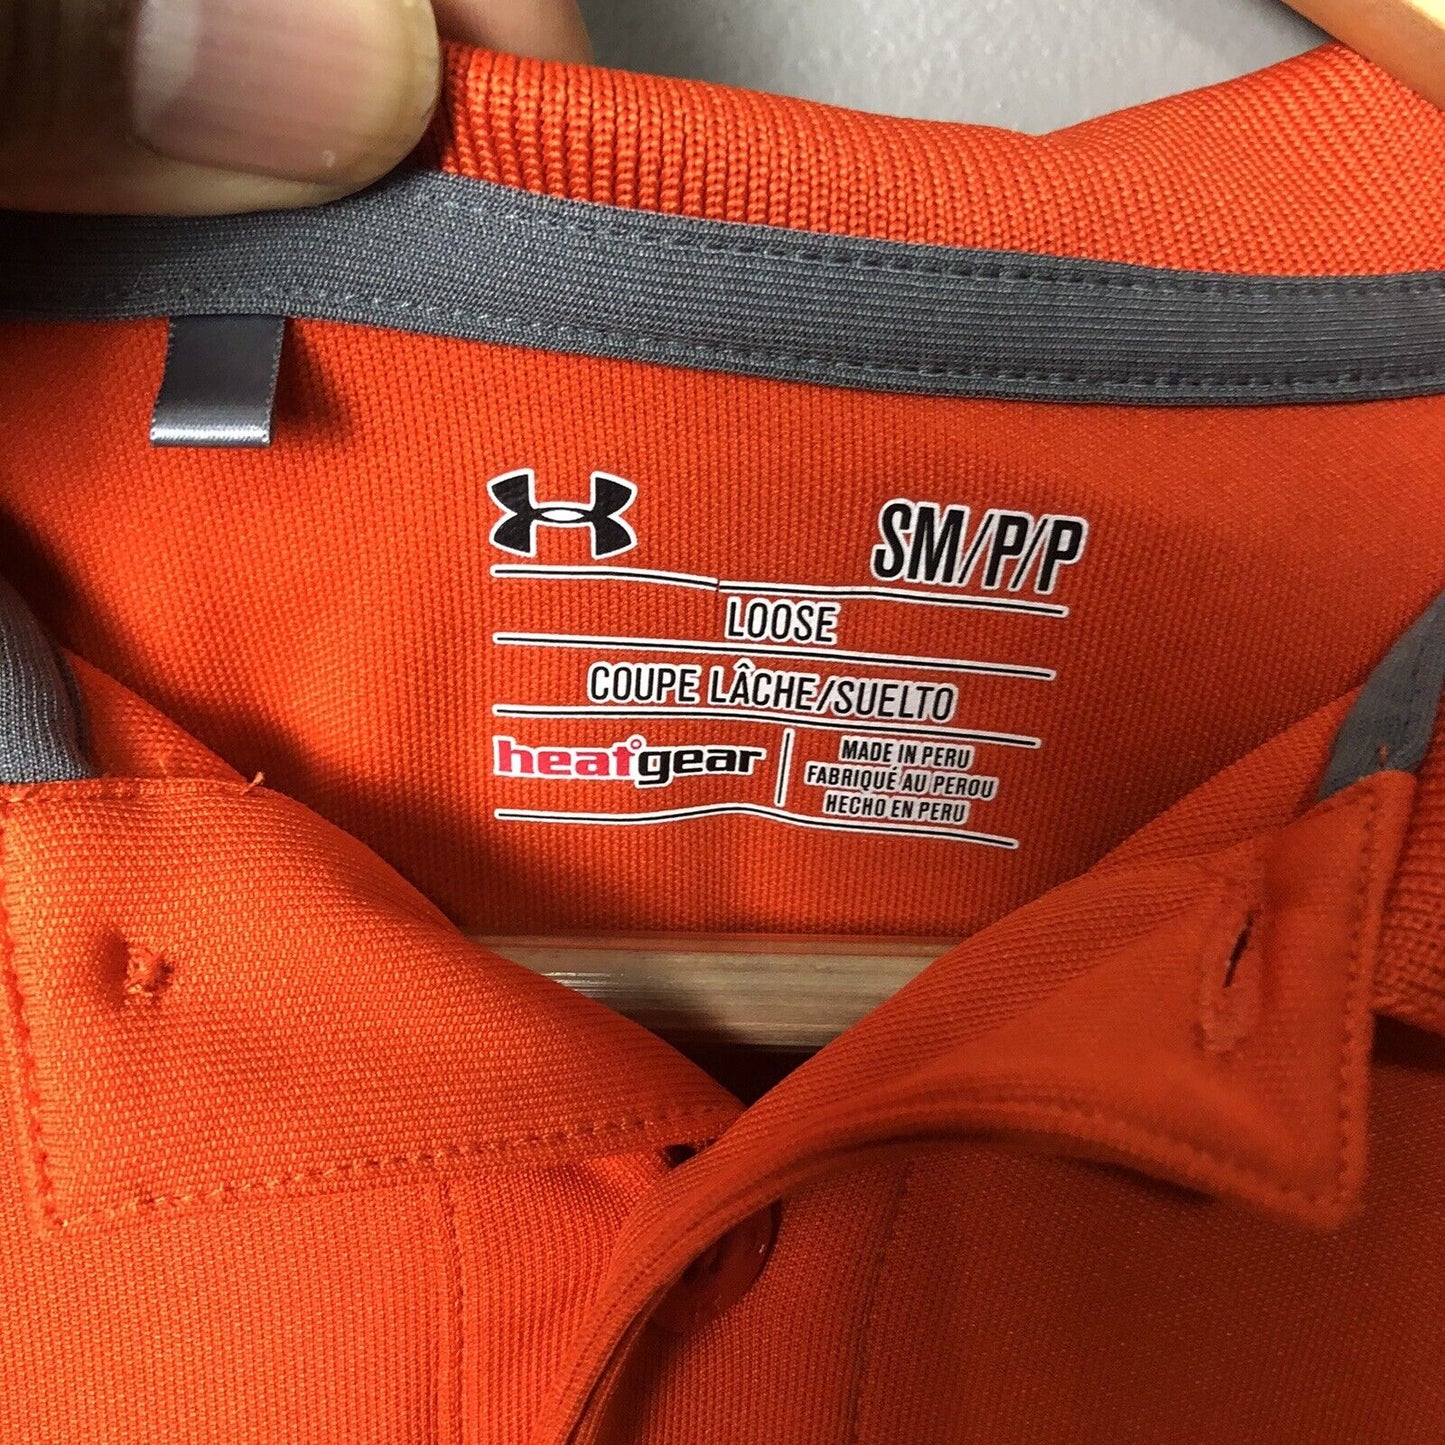 SM/P/P
LOOSE
COUPE LÂCHE/SUELTO
heatgear
MADE IN PERU
FABRIQUÉ AU PEROU
HECHO EN PERU